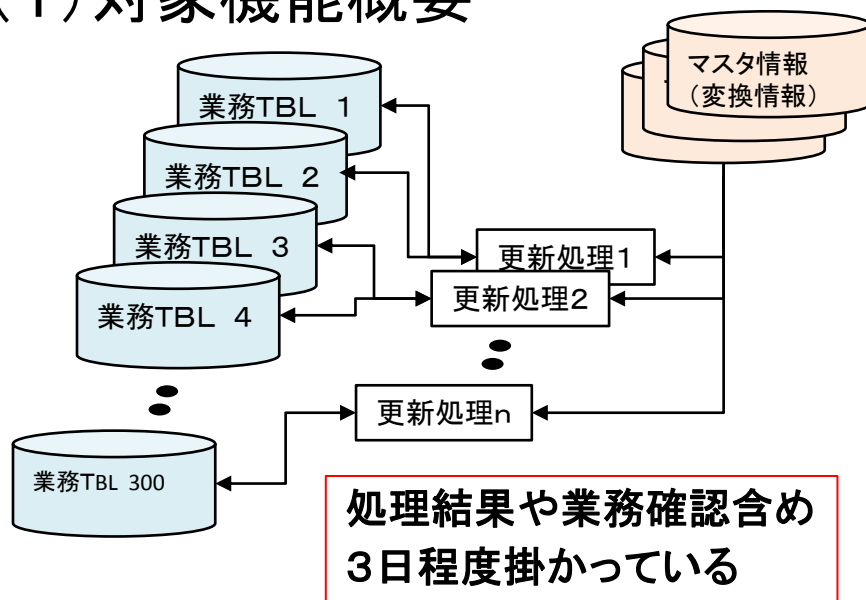 (1)対象機能概要
マスタ情報
（変換情報）
業務TBL １
業務TBL ２
業務TBL ３
業務TBL ４
業務TBL 300
更新処理1
更新処理2
更新処理n
処理結果や業務確認含め
３日程度掛かっている